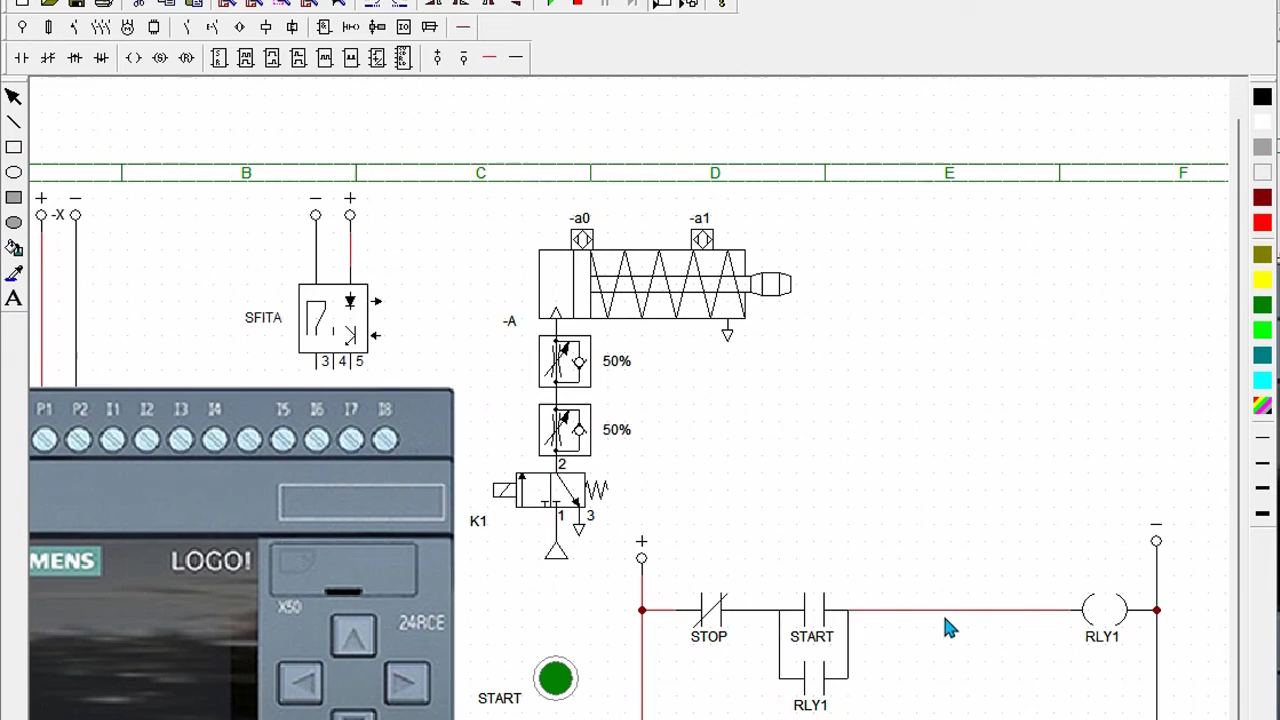 B C D E F
+ − -X − + -a0 -a1
SFITA
-A
3 4 5
50%
P1 P2 I1 I2 I3 I4 I5 I6 I7 I8
50%
2
K1 1 3
+ −
MENS LOGO!
X50
24RCE
STOP START RLY1
START
RLY1
A